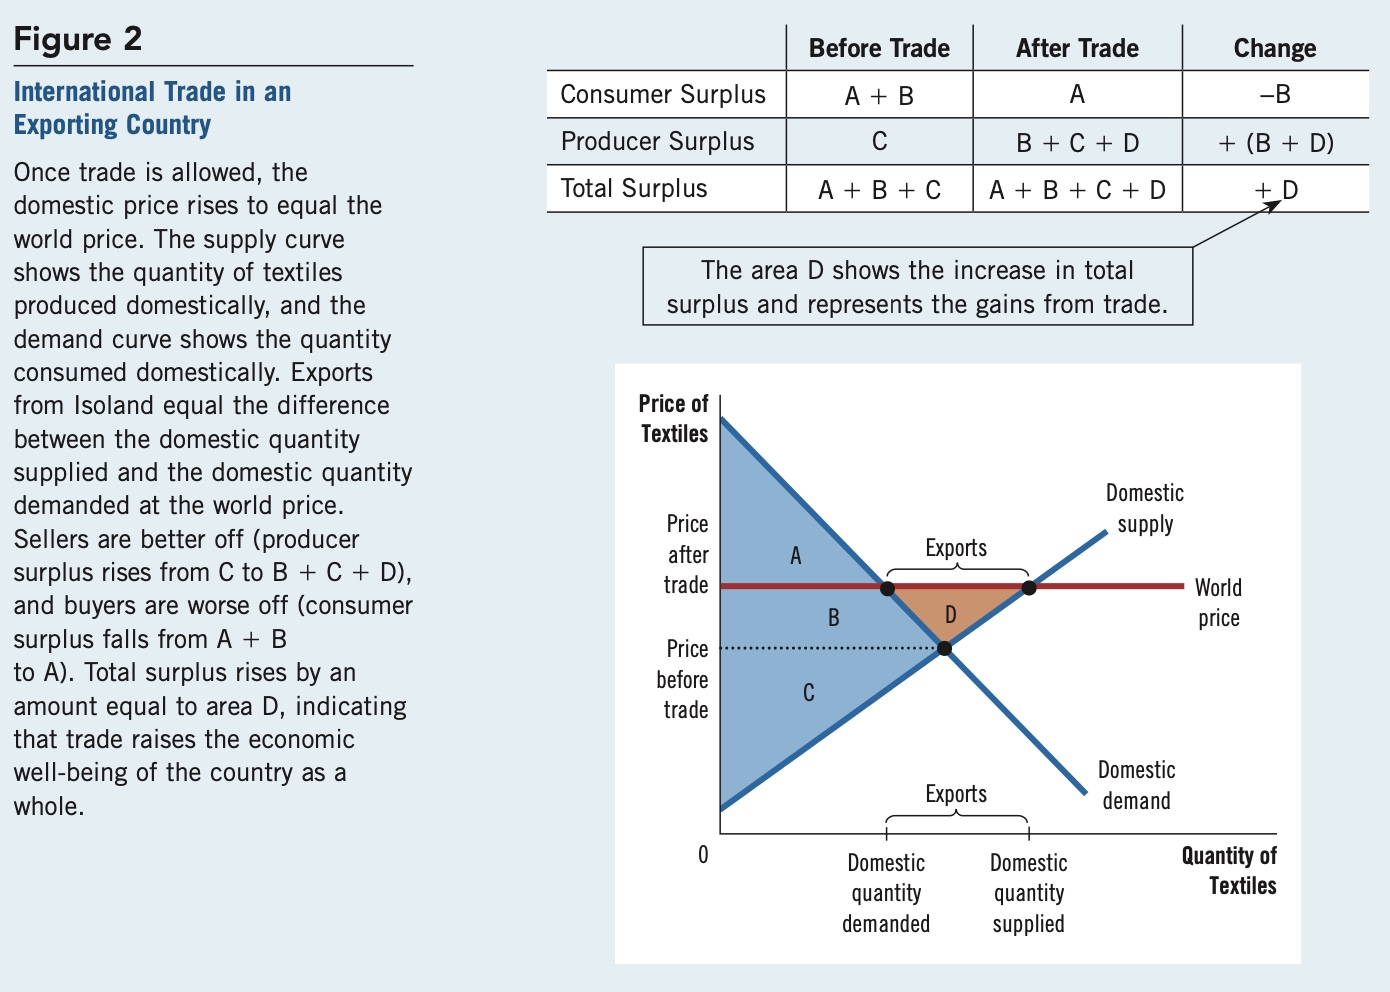 Figure 2
International Trade in an
Exporting Country
Once trade is allowed, the
domestic price rises to equal the
world price. The supply curve
shows the quantity of textiles
produced domestically, and the
demand curve shows the quantity
consumed domestically. Exports
from Isoland equal the difference
between the domestic quantity
supplied and the domestic quantity
demanded at the world price.
Sellers are better off (producer
surplus rises from C to B + C + D),
and buyers are worse off (consumer
surplus falls from A + B
to A). Total surplus rises by an
amount equal to area D, indicating
that trade raises the economic
well-being of the country as a
whole.
Before Trade After Trade Change
Consumer Surplus A + B A –B
Producer Surplus C B + C + D + (B + D)
Total Surplus A + B + C A + B + C + D + D
The area D shows the increase in total
surplus and represents the gains from trade.
Price of
Textiles
Domestic
supply
Price
after
trade
Exports
A
World
price
B
D
Price
before
trade
C
Domestic
demand
Exports
0
Domestic
quantity
demanded
Domestic
quantity
supplied
Quantity of
Textiles